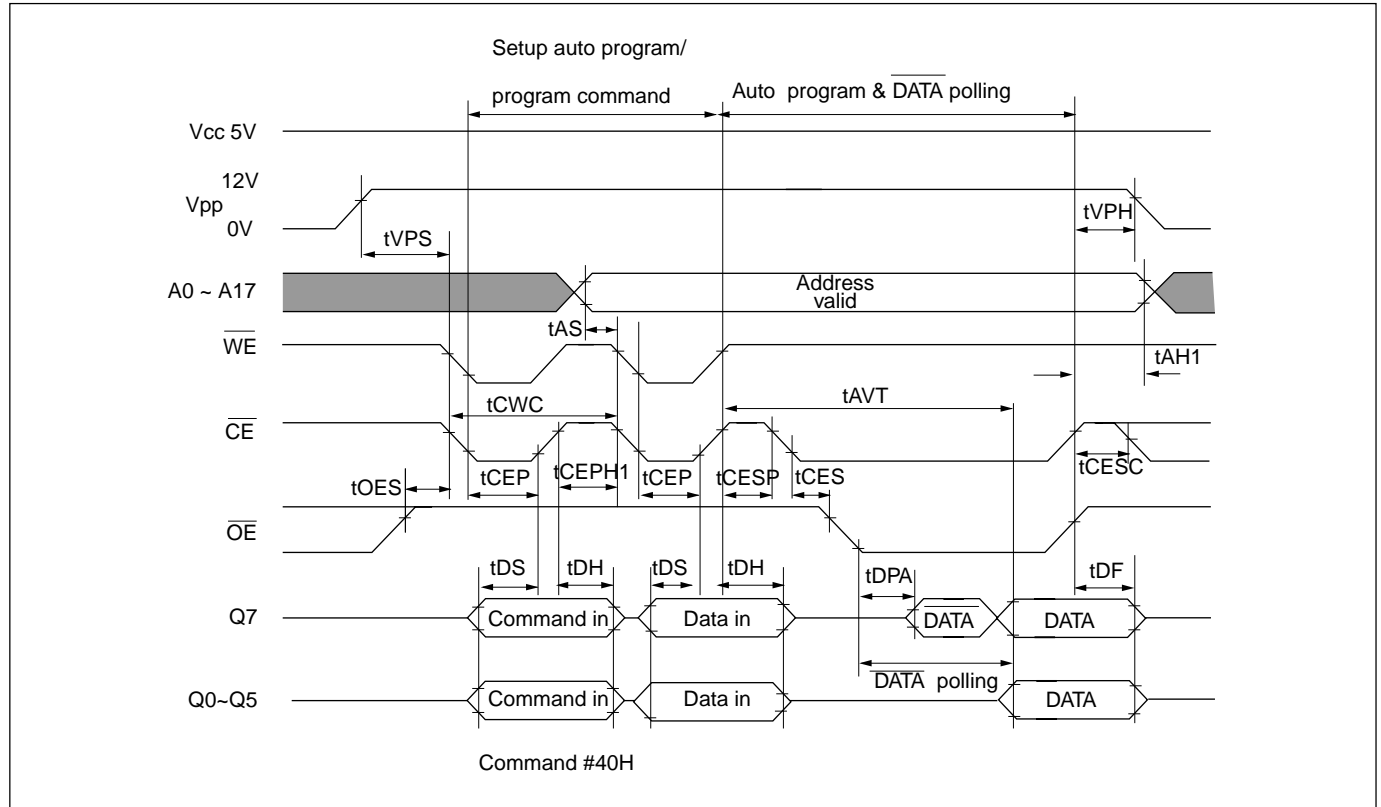 Setup auto program/
program command
Auto program & DATA polling
Vcc 5V
12V
Vpp
0V
tVPS
tVPH
A0 ~ A17
Address
valid
tAS
WE
tAH1
tCWC
tAVT
CE
tCEP
tCEPH1
tCEP
tCESP
tCES
tCESC
tOES
OE
tDS
tDH
tDS
tDH
tDPA
tDF
Q7
Command in
Data in
DATA
DATA
DATA polling
Q0~Q5
Command in
Data in
DATA
Command #40H